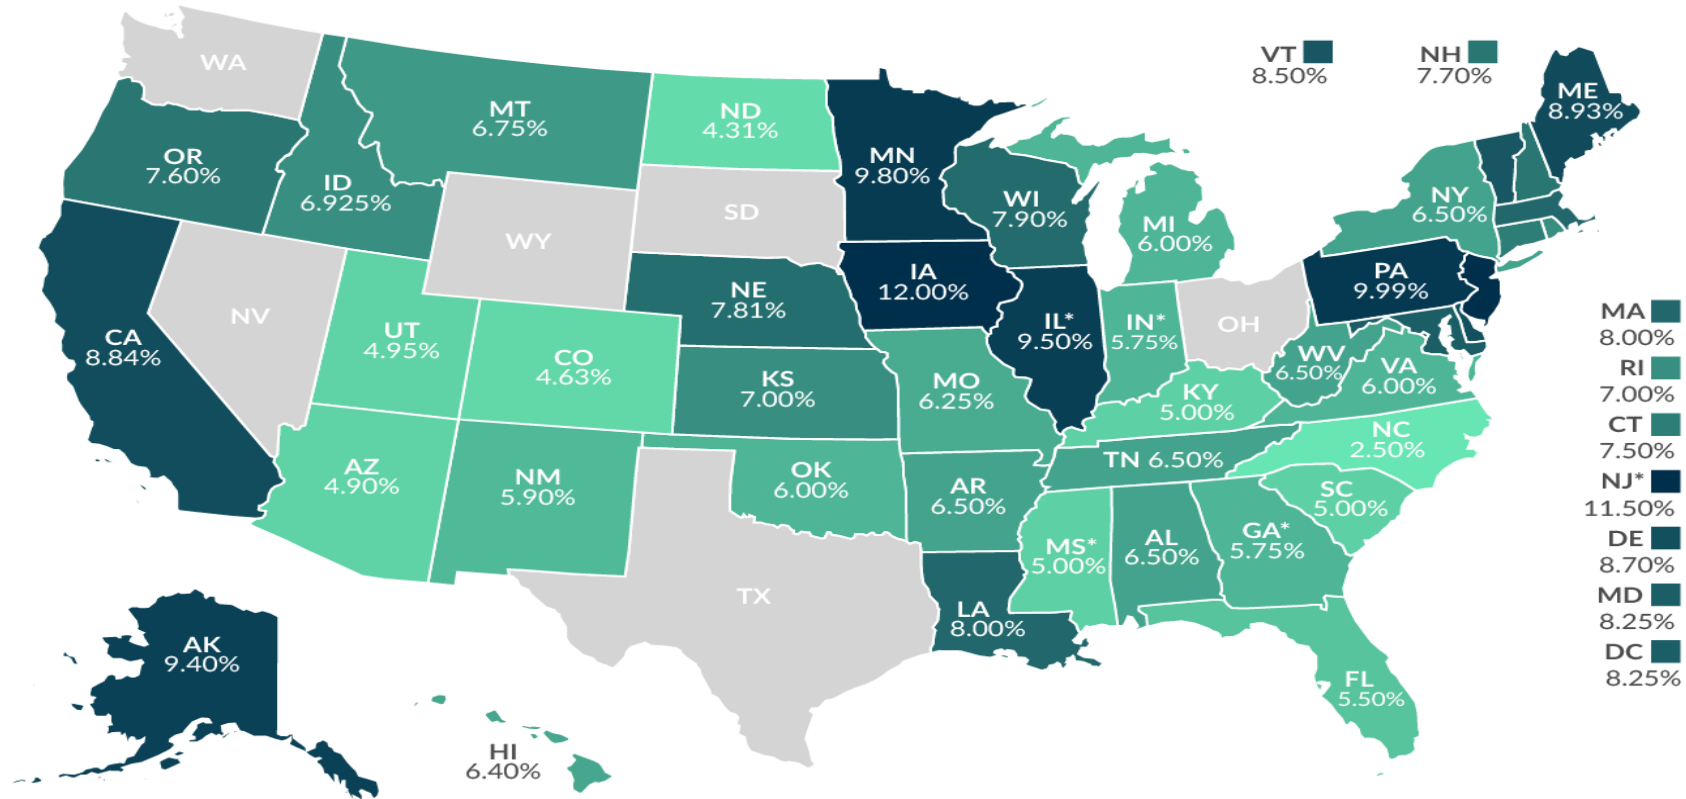 WA
MT
6.75%
ND
4.31%
OR
7.60%
ID
6.925%
MN
9.80%
VT
8.50%
NH
7.70%
ME
8.93%
WY
SD
WI
7.90%
MI
6.00%
NY
6.50%
CA
8.84%
NV
UT
4.95%
CO
4.63%
NE
7.81%
IA
12.00%
IL*
9.50%
IN*
5.75%
OH
PA
9.99%
KS
7.00%
MO
6.25%
KY
5.00%
WV
6.50%
VA
6.00%
AZ
4.90%
NM
5.90%
OK
6.00%
AR
6.50%
TN 6.50%
NC
2.50%
SC
5.00%
TX
LA
8.00%
MS*
5.00%
AL
6.50%
GA*
5.75%
FL
5.50%
AK
9.40%
HI
6.40%
MA
8.00%
RI
7.00%
CT
7.50%
NJ*
11.50%
DE
8.70%
MD
8.25%
DC
8.25%